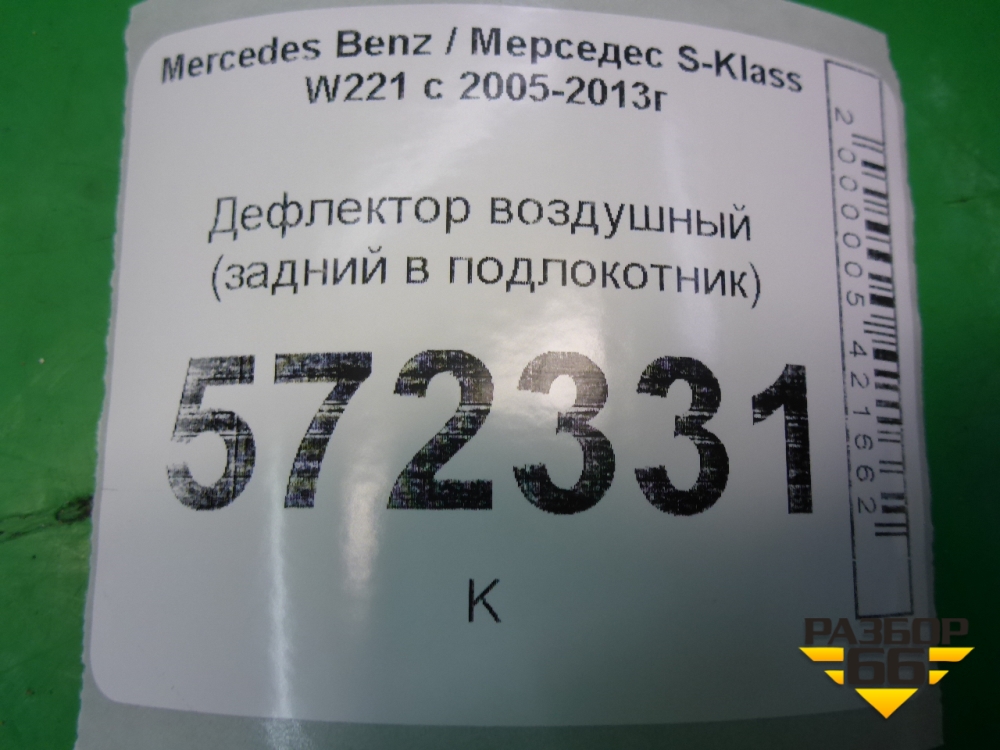 Mercedes Benz / Мерседес S-Klass
W221 с 2005-2013г
Дефлектор воздушный
(задний в подлокотник)
572331
К
2000005421662
РАЗБОР
66